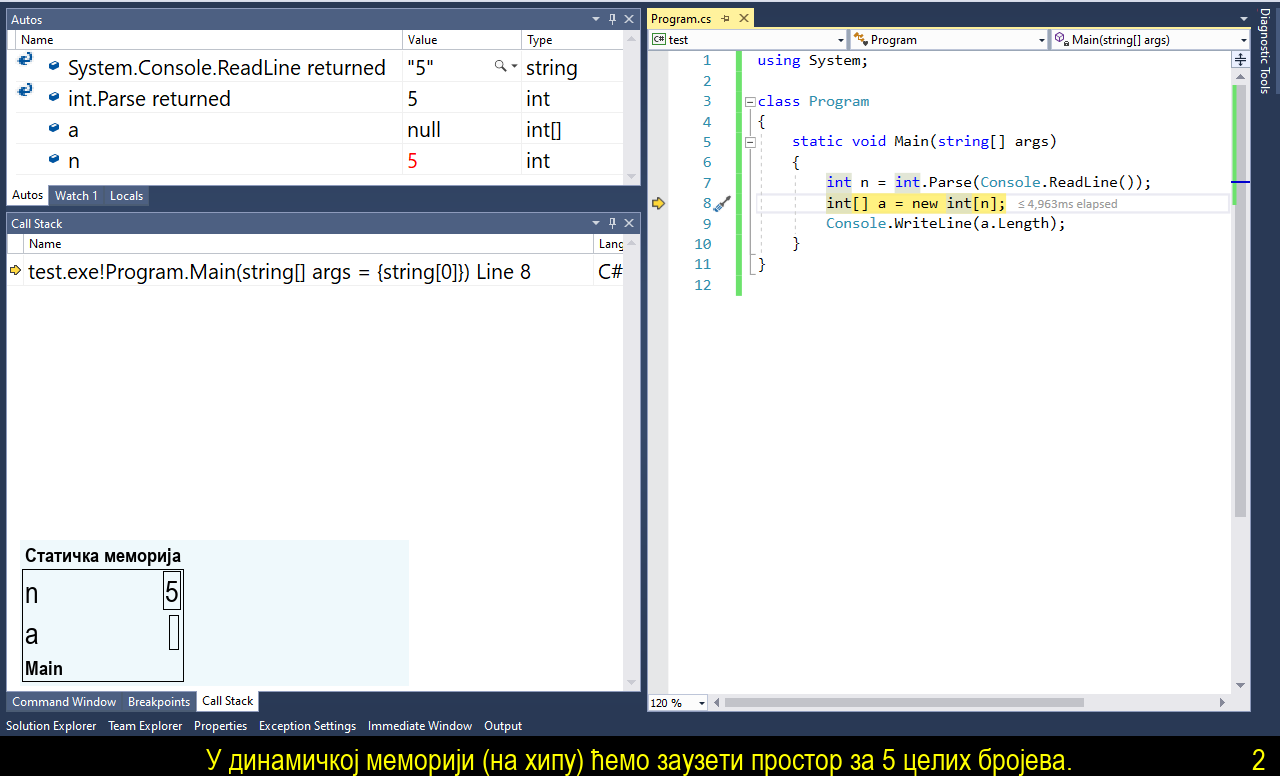 Autos
Name Value Type
System.Console.ReadLine returned "5" string
int.Parse returned 5 int
a null int[]
n 5 int
Autos Watch 1 Locals
Call Stack
Name Lang
test.exe!Program.Main(string[] args = {string[0]}) Line 8 C#
Статичка меморија
n 5
a
Main
Command Window Breakpoints Call Stack
Solution Explorer Team Explorer Properties Exception Settings Immediate Window Output
Program.cs
C# test Program Main(string[] args)
1 using System;
2
3 class Program
4 {
5 static void Main(string[] args)
6 {
7 int n = int.Parse(Console.ReadLine());
8 int[] a = new int[n]; ≤ 4,963ms elapsed
9 Console.WriteLine(a.Length);
10 }
11 }
12
120 %
Diagnostic Tools
У динамичкој меморији (на хипу) ћемо заузети простор за 5 целих бројева. 2